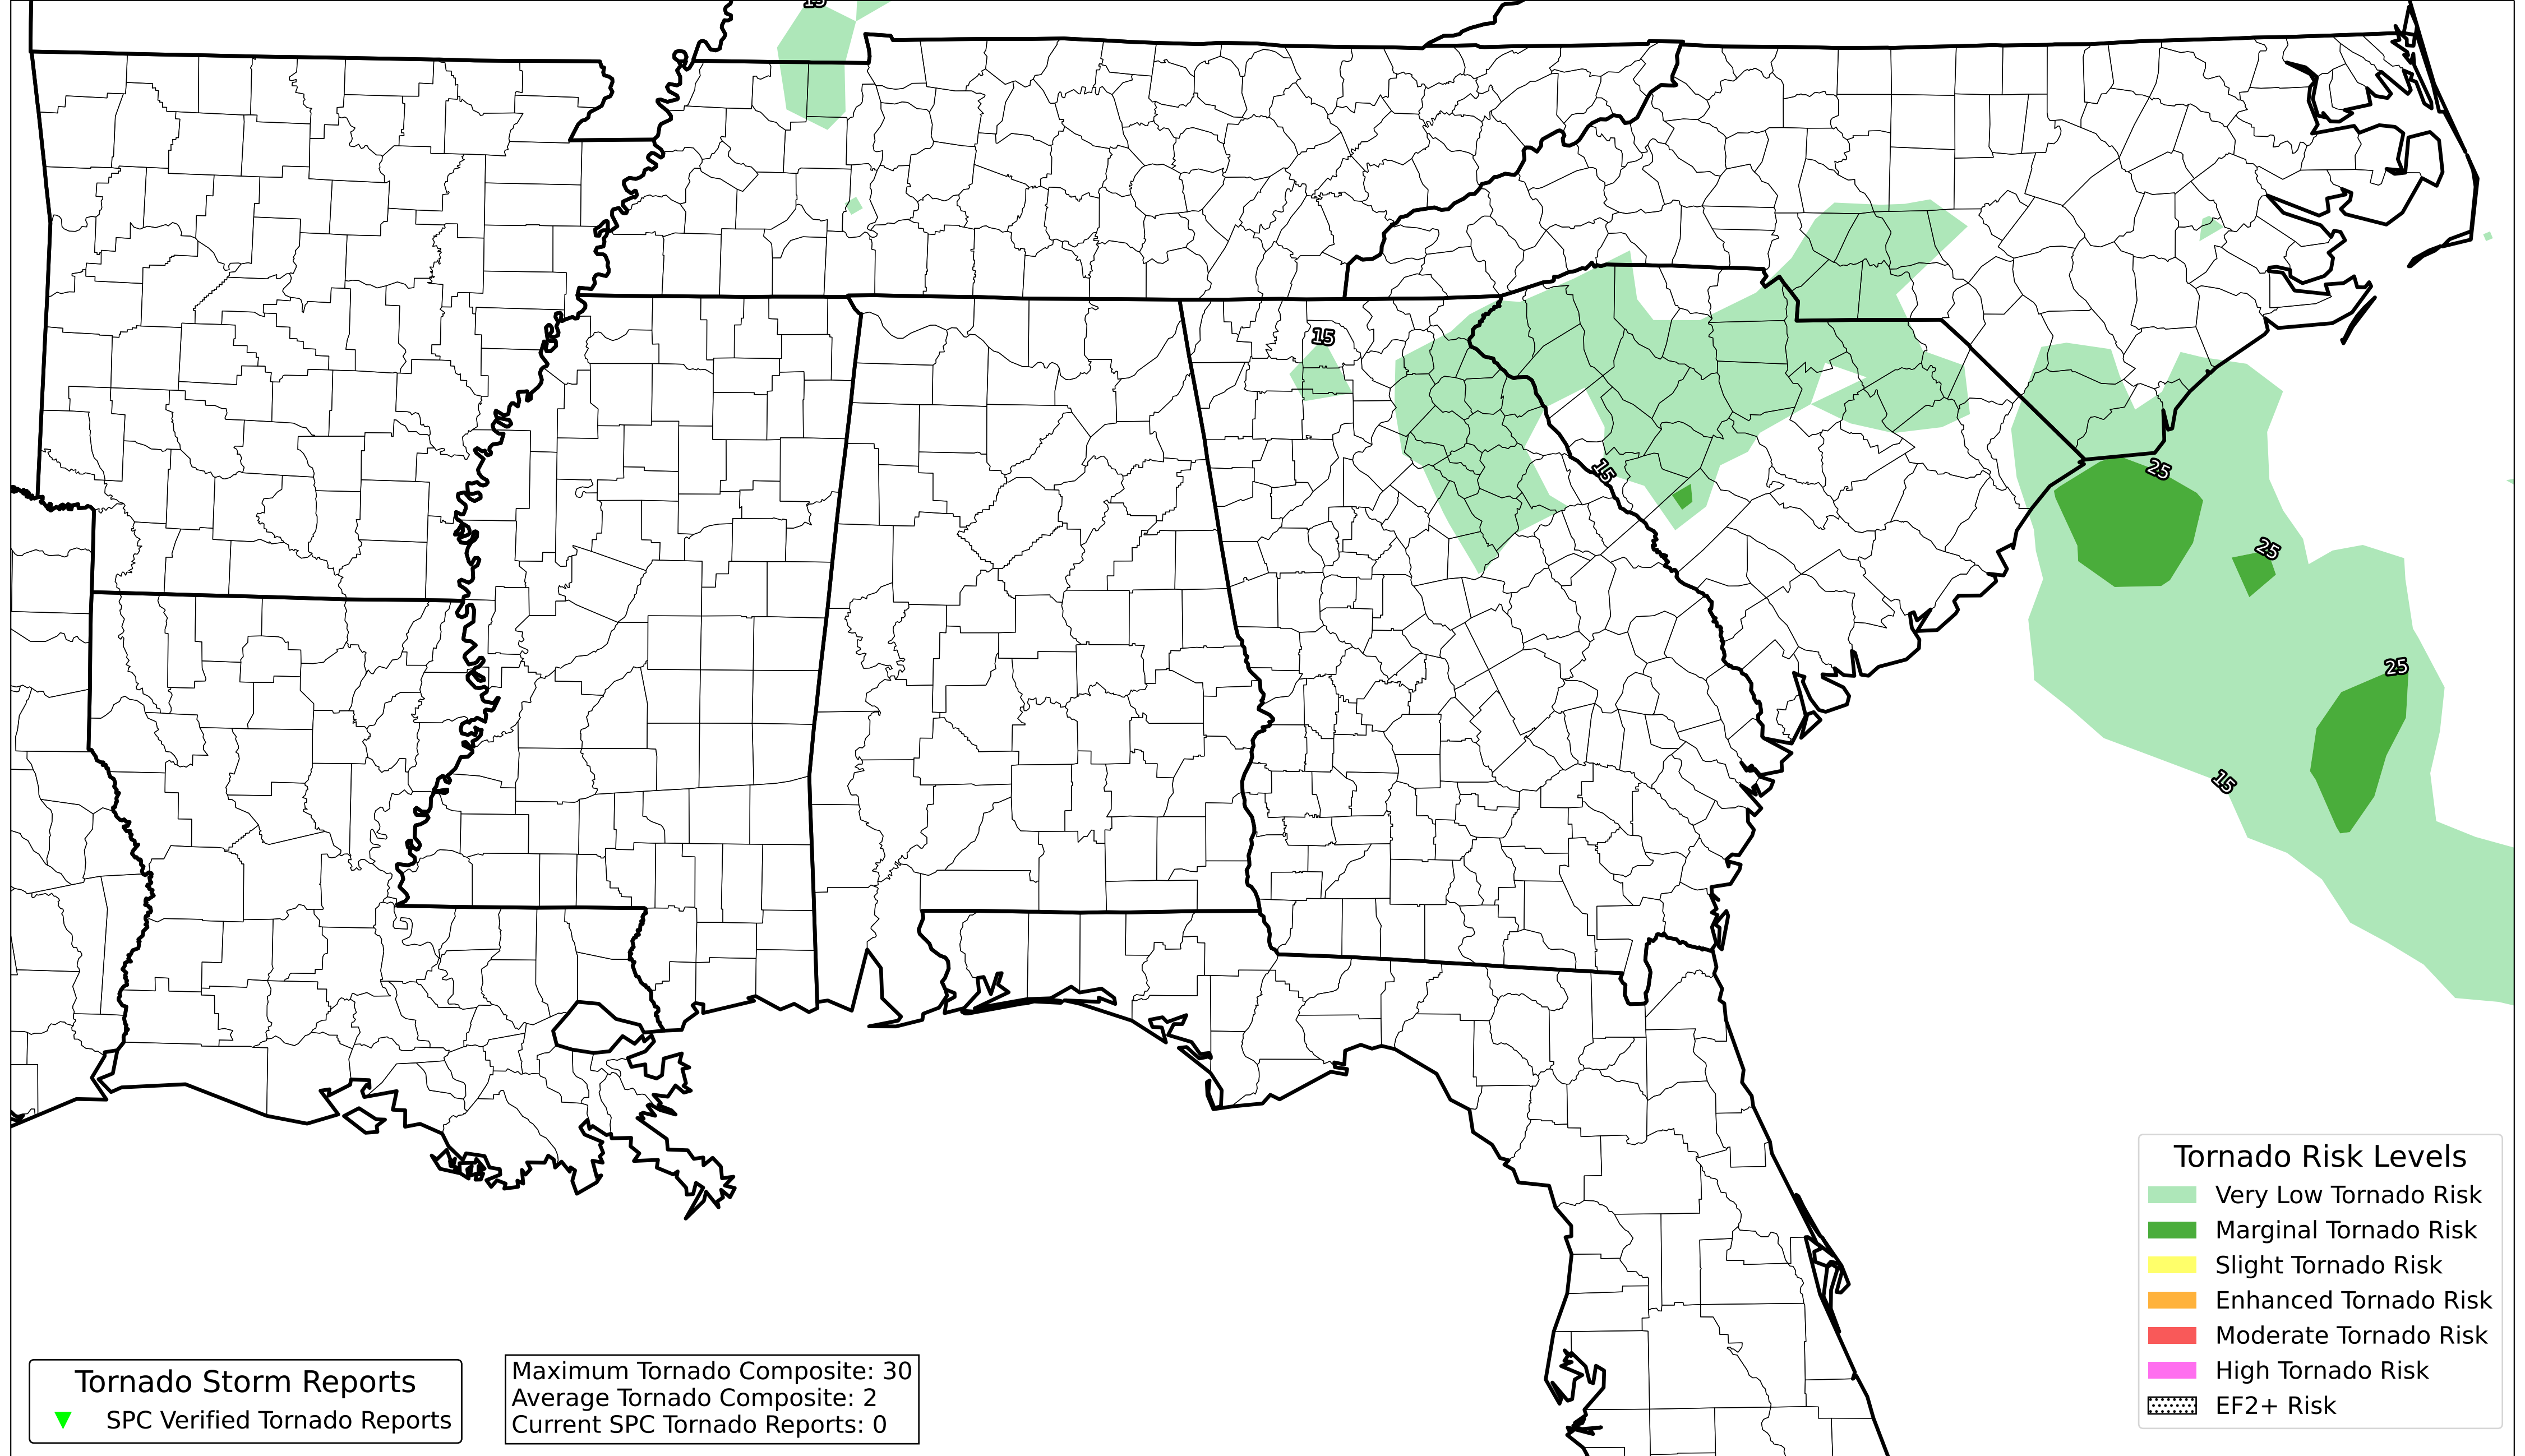 15
15
15
25
25
25
15
Tornado Risk Levels
Very Low Tornado Risk
Marginal Tornado Risk
Slight Tornado Risk
Enhanced Tornado Risk
Moderate Tornado Risk
High Tornado Risk
EF2+ Risk
Tornado Storm Reports
SPC Verified Tornado Reports
Maximum Tornado Composite: 30
Average Tornado Composite: 2
Current SPC Tornado Reports: 0